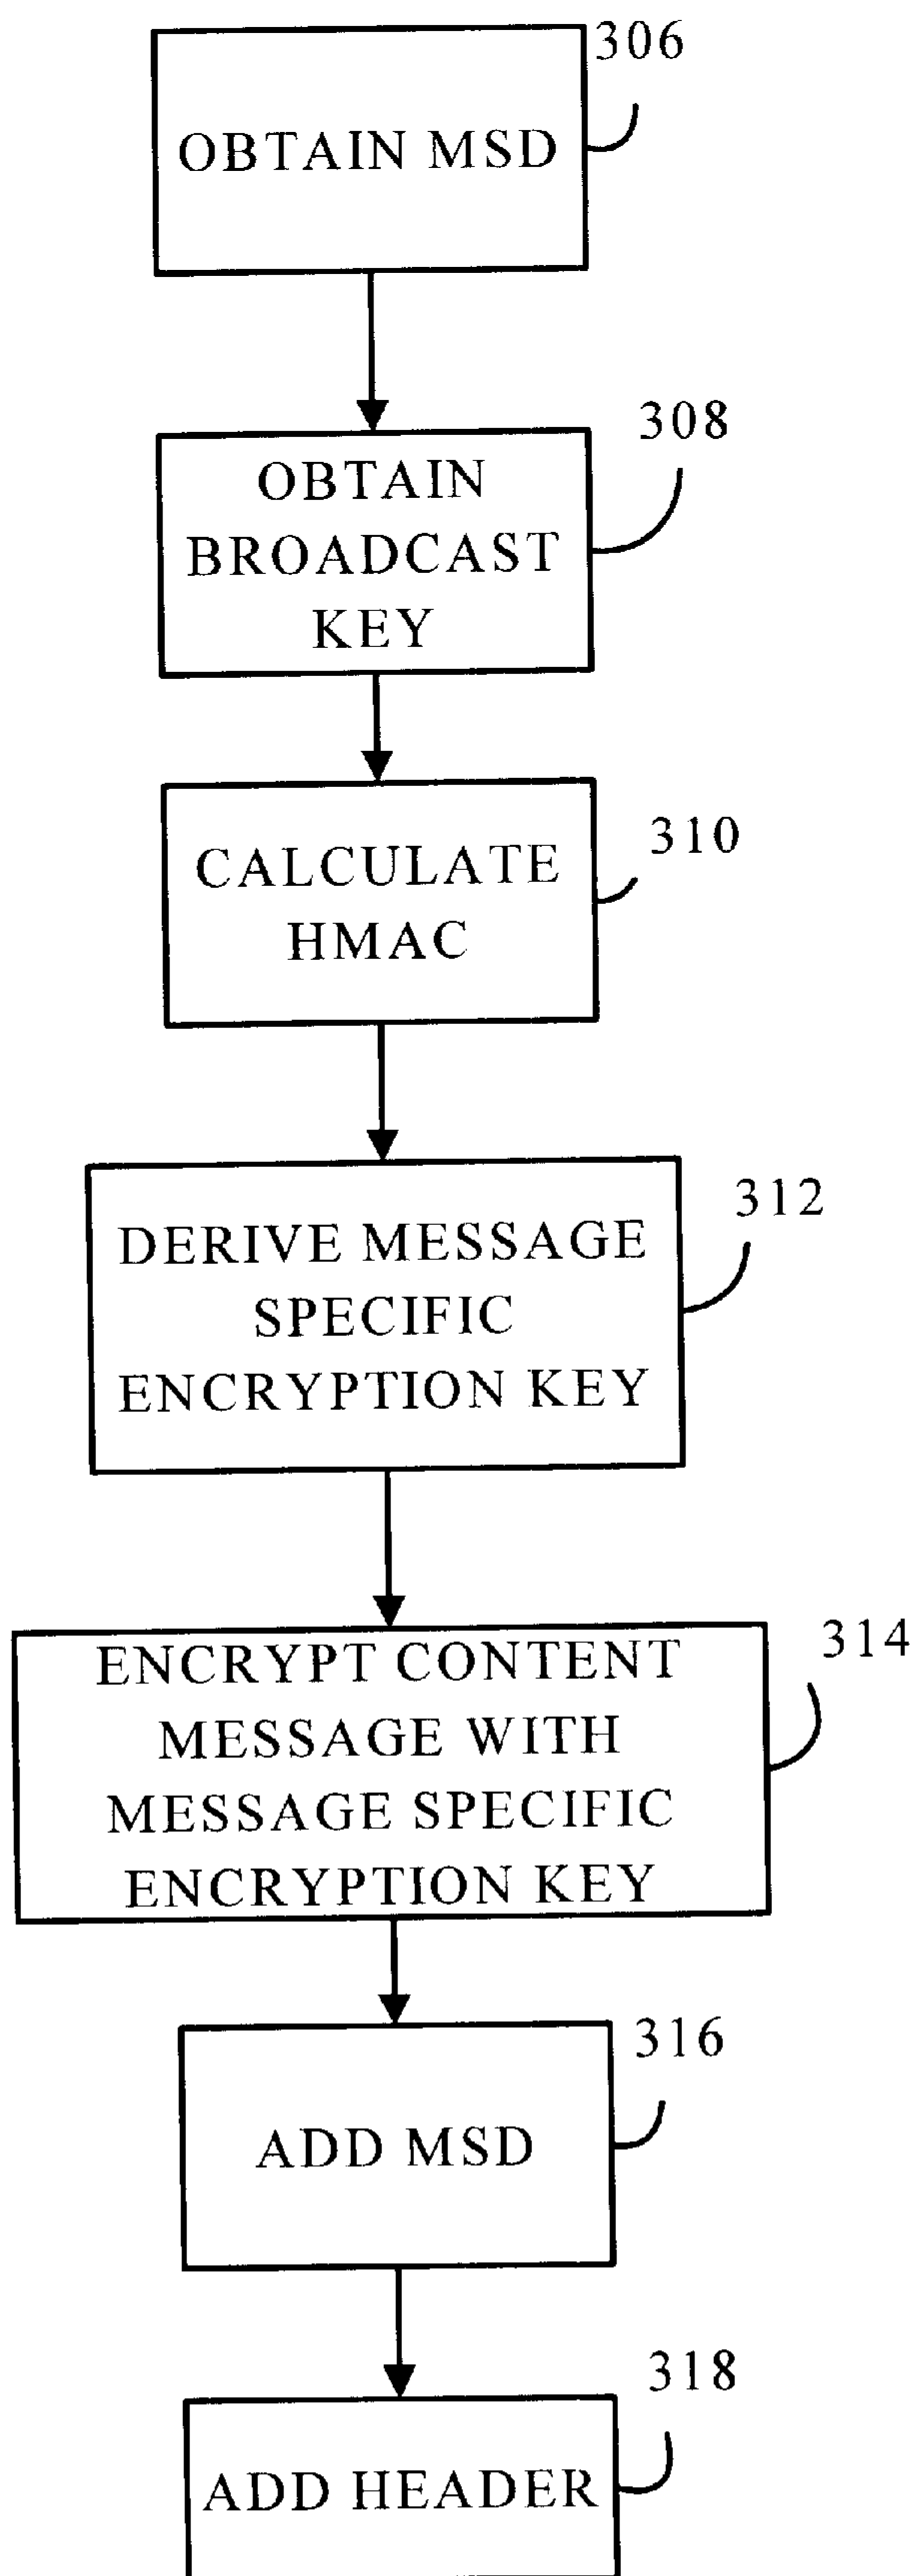 306
OBTAIN MSD
308
OBTAIN
BROADCAST
KEY
310
CALCULATE
HMAC
312
DERIVE MESSAGE
SPECIFIC
ENCRYPTION KEY
314
ENCRYPT CONTENT
MESSAGE WITH
MESSAGE SPECIFIC
ENCRYPTION KEY
316
ADD MSD
318
ADD HEADER